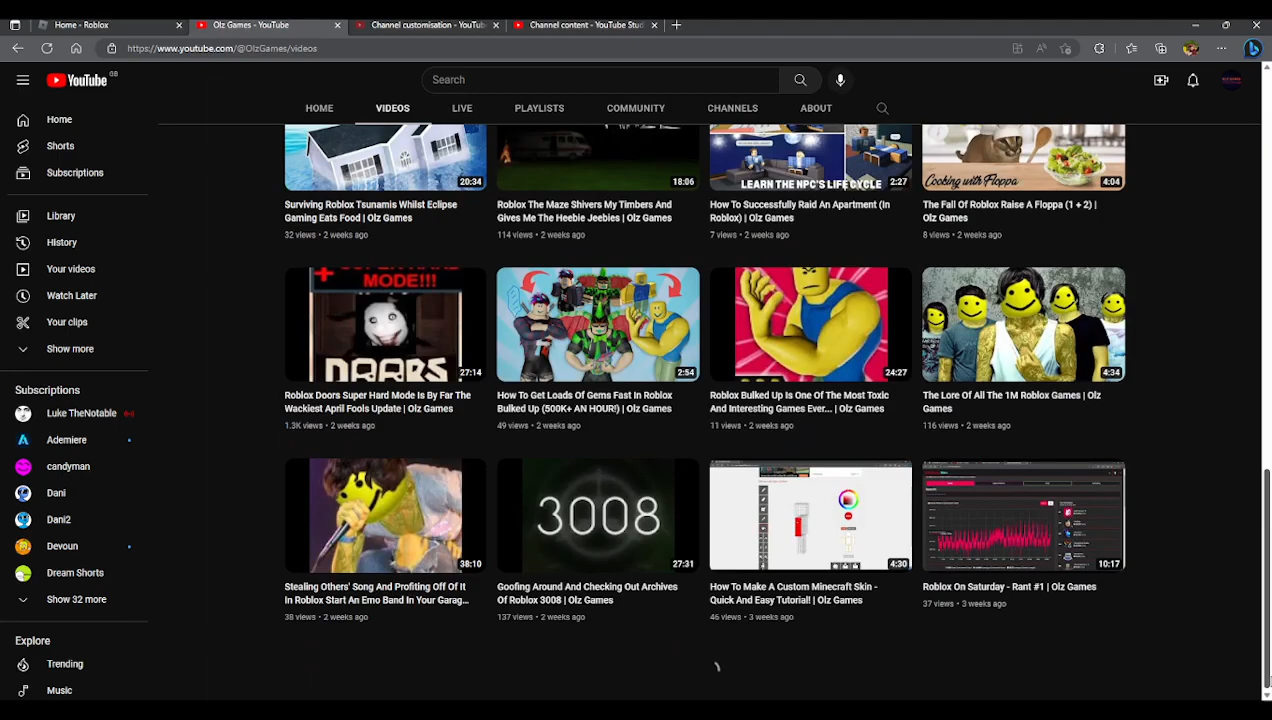 Home - Roblox
Olz Games - YouTube
Channel customisation - YouTube S
Channel content - YouTube Studi
https://www.youtube.com/@OlzGames/videos
YouTube GB
Search
HOME
VIDEOS
LIVE
PLAYLISTS
COMMUNITY
CHANNELS
ABOUT
Home
Shorts
Subscriptions
Library
History
Your videos
Watch Later
Your clips
Show more
Subscriptions
Luke TheNotable
Ademiere
candyman
Dani
Dani2
Devoun
Dream Shorts
Show 32 more
Explore
Trending
Music
20:34
Surviving Roblox Tsunamis Whilst Eclipse
Gaming Eats Food | Olz Games
32 views • 2 weeks ago
18:06
Roblox The Maze Shivers My Timbers And
Gives Me The Heebie Jeebies | Olz Games
114 views • 2 weeks ago
LEARN THE NPC'S LIFE CYCLE
2:27
How To Successfully Raid An Apartment (In
Roblox) | Olz Games
7 views • 2 weeks ago
Cooking with Floppa
4:04
The Fall Of Roblox Raise A Floppa (1 + 2) |
Olz Games
8 views • 2 weeks ago
MODE!!!
DOORS
27:14
Roblox Doors Super Hard Mode Is By Far The
Wackiest April Fools Update | Olz Games
1.3K views • 2 weeks ago
2:54
How To Get Loads Of Gems Fast In Roblox
Bulked Up (500K+ AN HOUR!) | Olz Games
49 views • 2 weeks ago
24:27
Roblox Bulked Up Is One Of The Most Toxic
And Interesting Games Ever... | Olz Games
11 views • 2 weeks ago
4:34
The Lore Of All The 1M Roblox Games | Olz
Games
116 views • 2 weeks ago
38:10
Stealing Others' Song And Profiting Off Of It
In Roblox Start An Emo Band In Your Garag...
38 views • 2 weeks ago
3008
27:31
Goofing Around And Checking Out Archives
Of Roblox 3008 | Olz Games
137 views • 2 weeks ago
4:30
How To Make A Custom Minecraft Skin -
Quick And Easy Tutorial! | Olz Games
46 views • 3 weeks ago
10:17
Roblox On Saturday - Rant #1 | Olz Games
37 views • 3 weeks ago